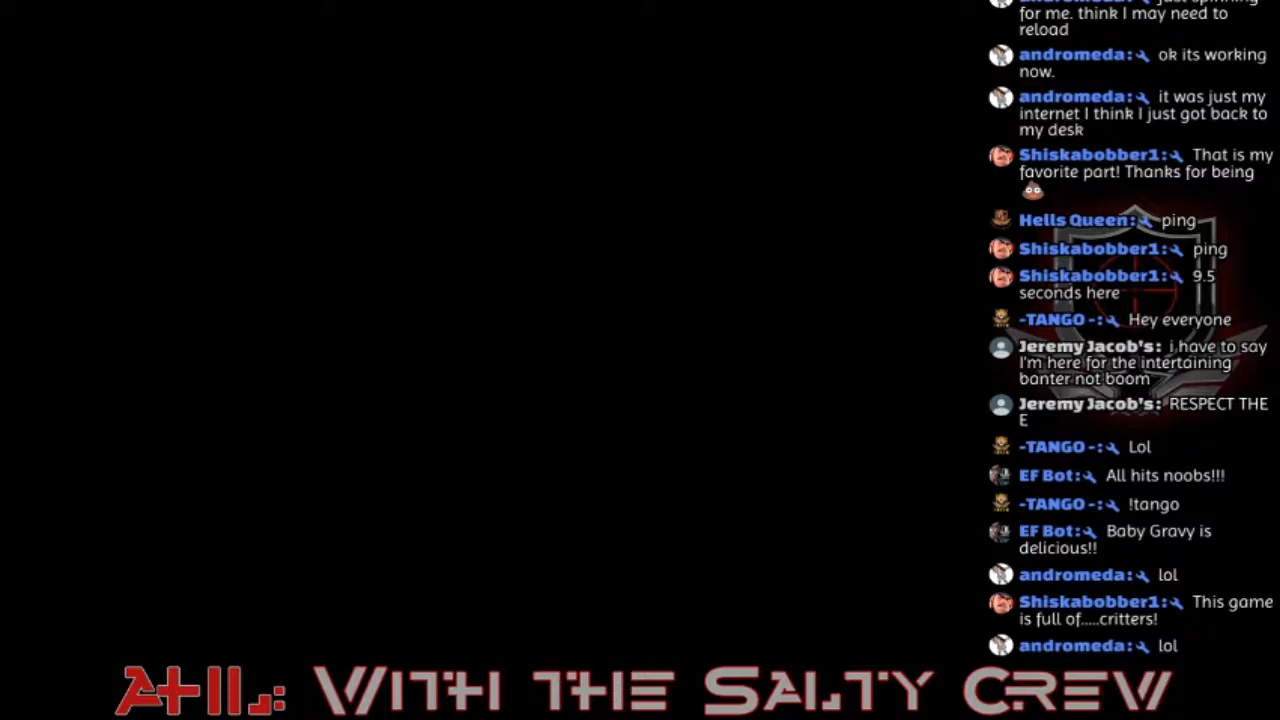 for me. think I may need to
reload
andromeda: ok its working
now.
andromeda: it was just my
internet I think I just got back to
my desk
Shiskabobber1: That is my
favorite part! Thanks for being
💩
Hells Queen: ping
Shiskabobber1: ping
Shiskabobber1: 9.5
seconds here
-TANGO-: Hey everyone
Jeremy Jacob's: i have to say
I'm here for the intertaining
banter not boom
Jeremy Jacob's: RESPECT THE
E
-TANGO-: Lol
EF Bot: All hits noobs!!!
-TANGO-: !tango
EF Bot: Baby Gravy is
delicious!!
andromeda: lol
Shiskabobber1: This game
is full of.....critters!
andromeda: lol
With the Salty Crew